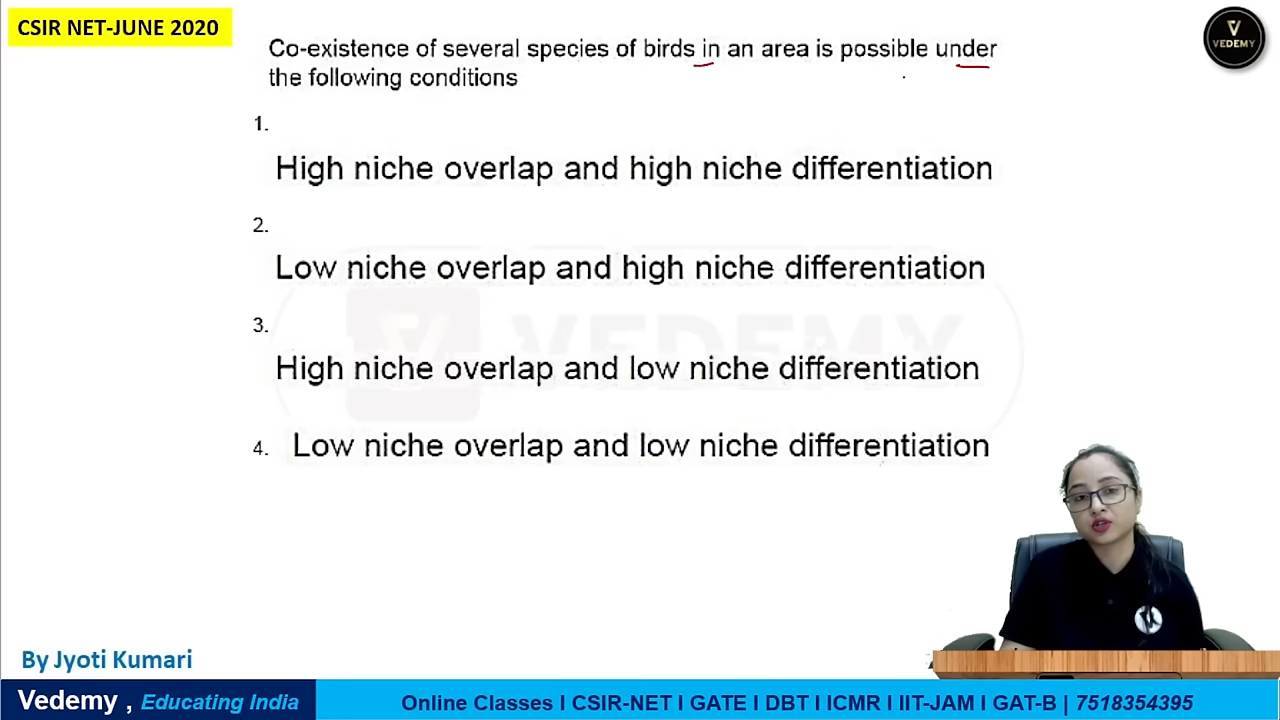 CSIR NET-JUNE 2020
VEDEMY
Co-existence of several species of birds in an area is possible under
the following conditions
1.
High niche overlap and high niche differentiation
2.
Low niche overlap and high niche differentiation
VEDEMY
3.
High niche overlap and low niche differentiation
4. Low niche overlap and low niche differentiation
By Jyoti Kumari
Vedemy , Educating India
Online Classes I CSIR-NET I GATE I DBT I ICMR I IIT-JAM I GAT-B | 7518354395